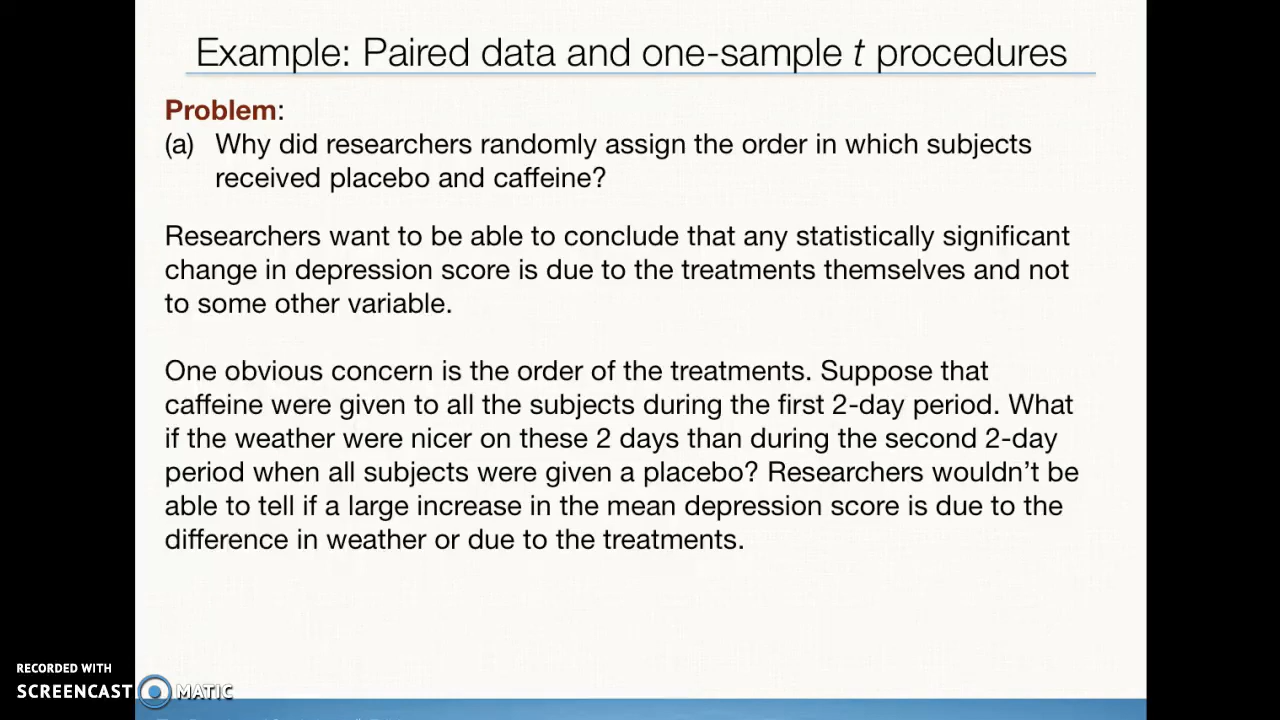 Example: Paired data and one-sample t procedures
Problem:
(a) Why did researchers randomly assign the order in which subjects
received placebo and caffeine?
Researchers want to be able to conclude that any statistically significant
change in depression score is due to the treatments themselves and not
to some other variable.
One obvious concern is the order of the treatments. Suppose that
caffeine were given to all the subjects during the first 2-day period. What
if the weather were nicer on these 2 days than during the second 2-day
period when all subjects were given a placebo? Researchers wouldn’t be
able to tell if a large increase in the mean depression score is due to the
difference in weather or due to the treatments.
RECORDED WITH
SCREENCAST MATIC